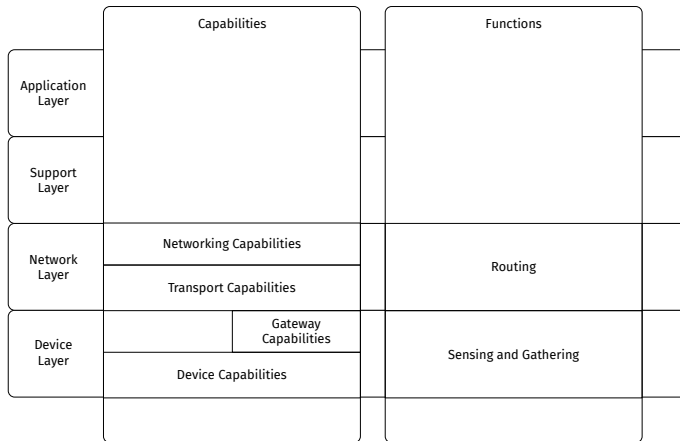 Capabilities
Functions
Application
Layer
Support
Layer
Network
Layer
Networking Capabilities
Transport Capabilities
Routing
Device
Layer
Gateway
Capabilities
Device Capabilities
Sensing and Gathering